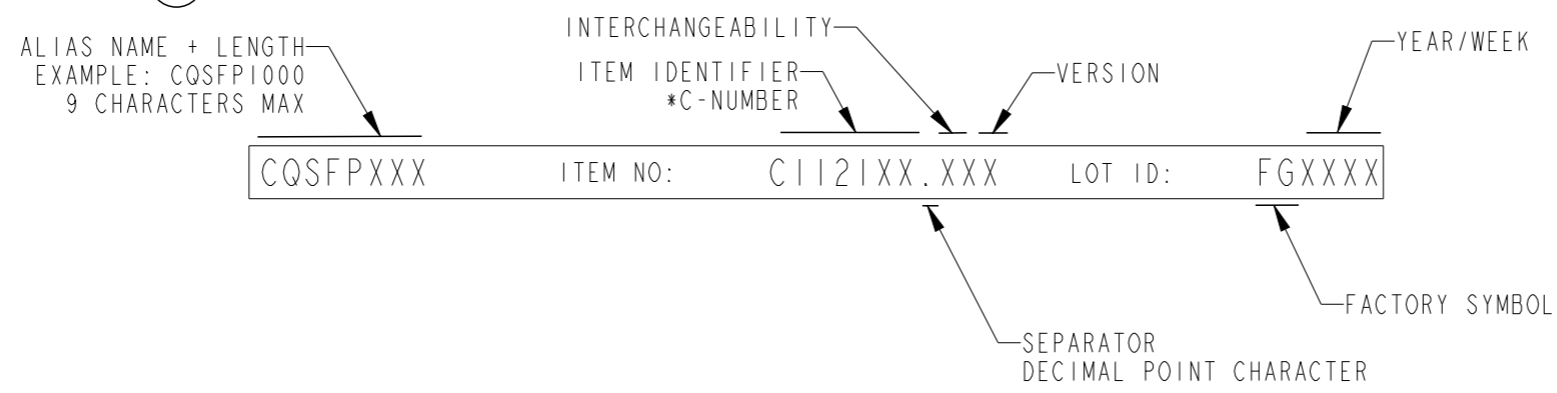 INTERCHANGEABILITY
YEAR/WEEK
ALIAS NAME + LENGTH
EXAMPLE: CQSFP1000
9 CHARACTERS MAX
ITEM IDENTIFIER
*C-NUMBER
VERSION
CQSFPXXX ITEM NO: C1121XX.XXX LOT ID: FGXXXX
FACTORY SYMBOL
SEPARATOR
DECIMAL POINT CHARACTER